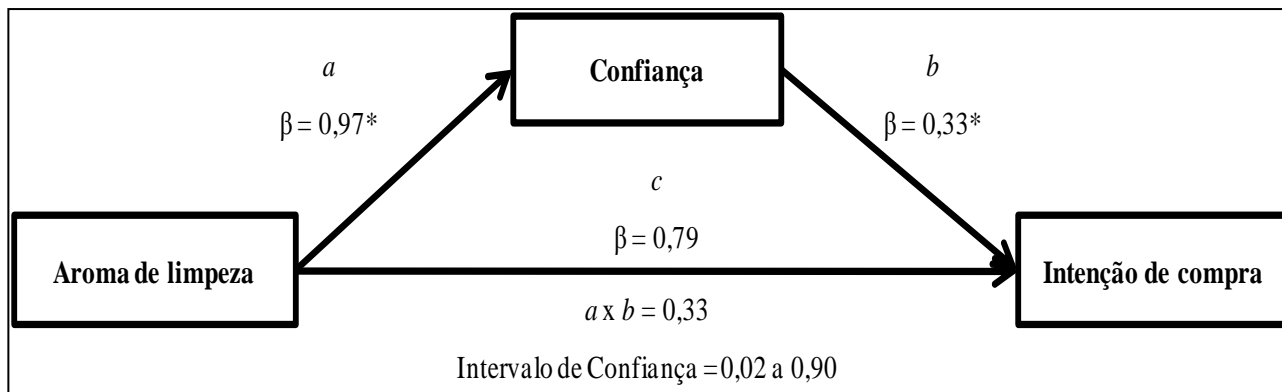 Confiança
a
β = 0,97*
b
β = 0,33*
c
β = 0,79
Aroma de limpeza
Intenção de compra
a x b = 0,33
Intervalo de Confiança =0,02 a 0,90